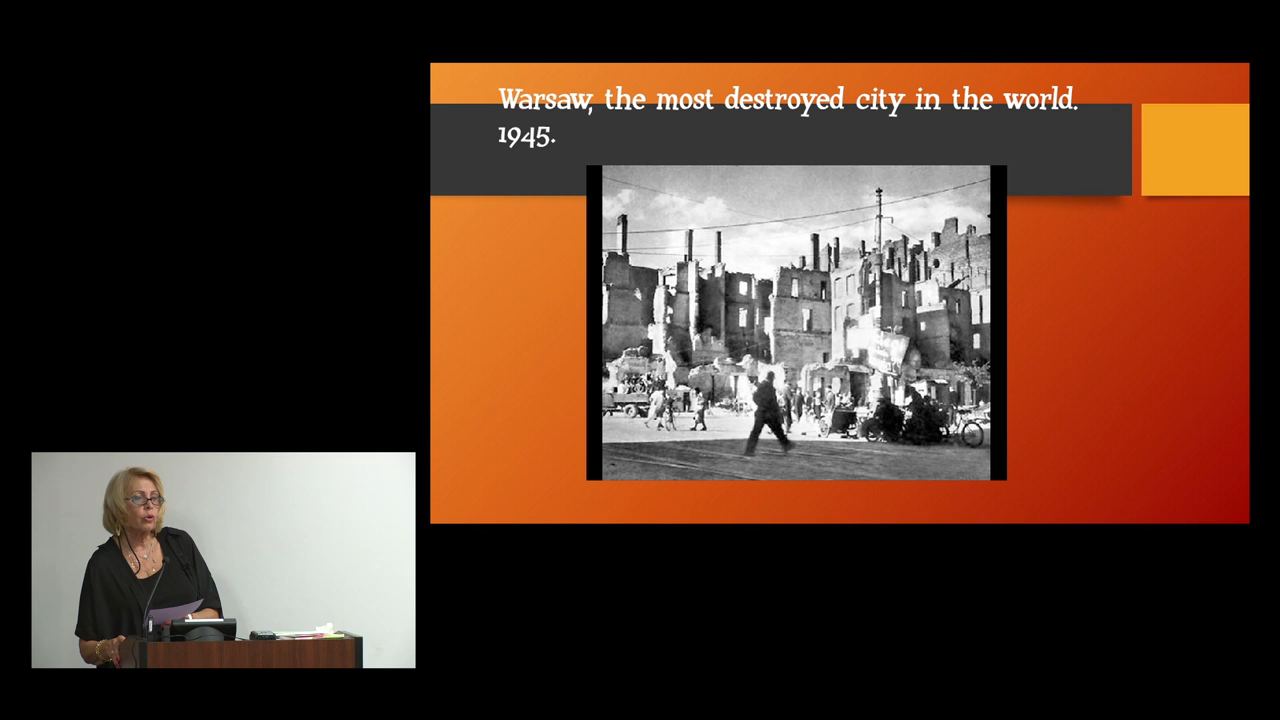 Warsaw, the most destroyed city in the world.
1945.